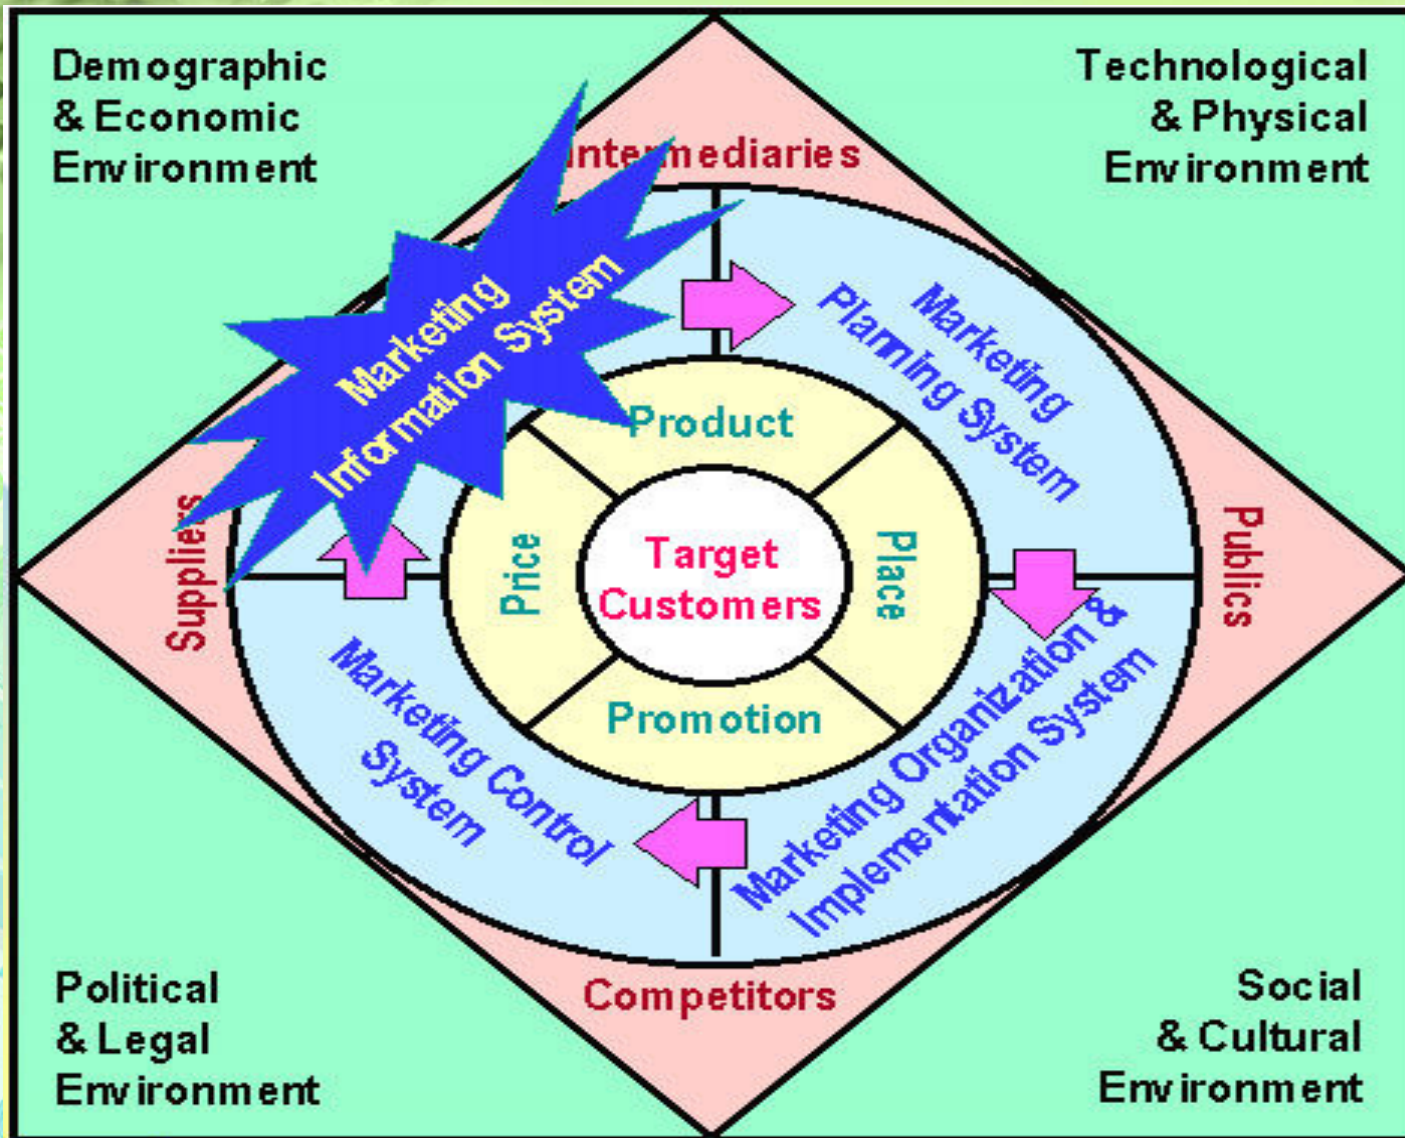 Demographic
& Economic
Environment
Technological
& Physical
Environment
Intermediaries
Marketing
Information System
Marketing
Planning System
Product
Suppliers
Price
Target
Customers
Place
Publics
Promotion
Marketing Control
System
Marketing Organization &
Implementation System
Competitors
Political
& Legal
Environment
Social
& Cultural
Environment